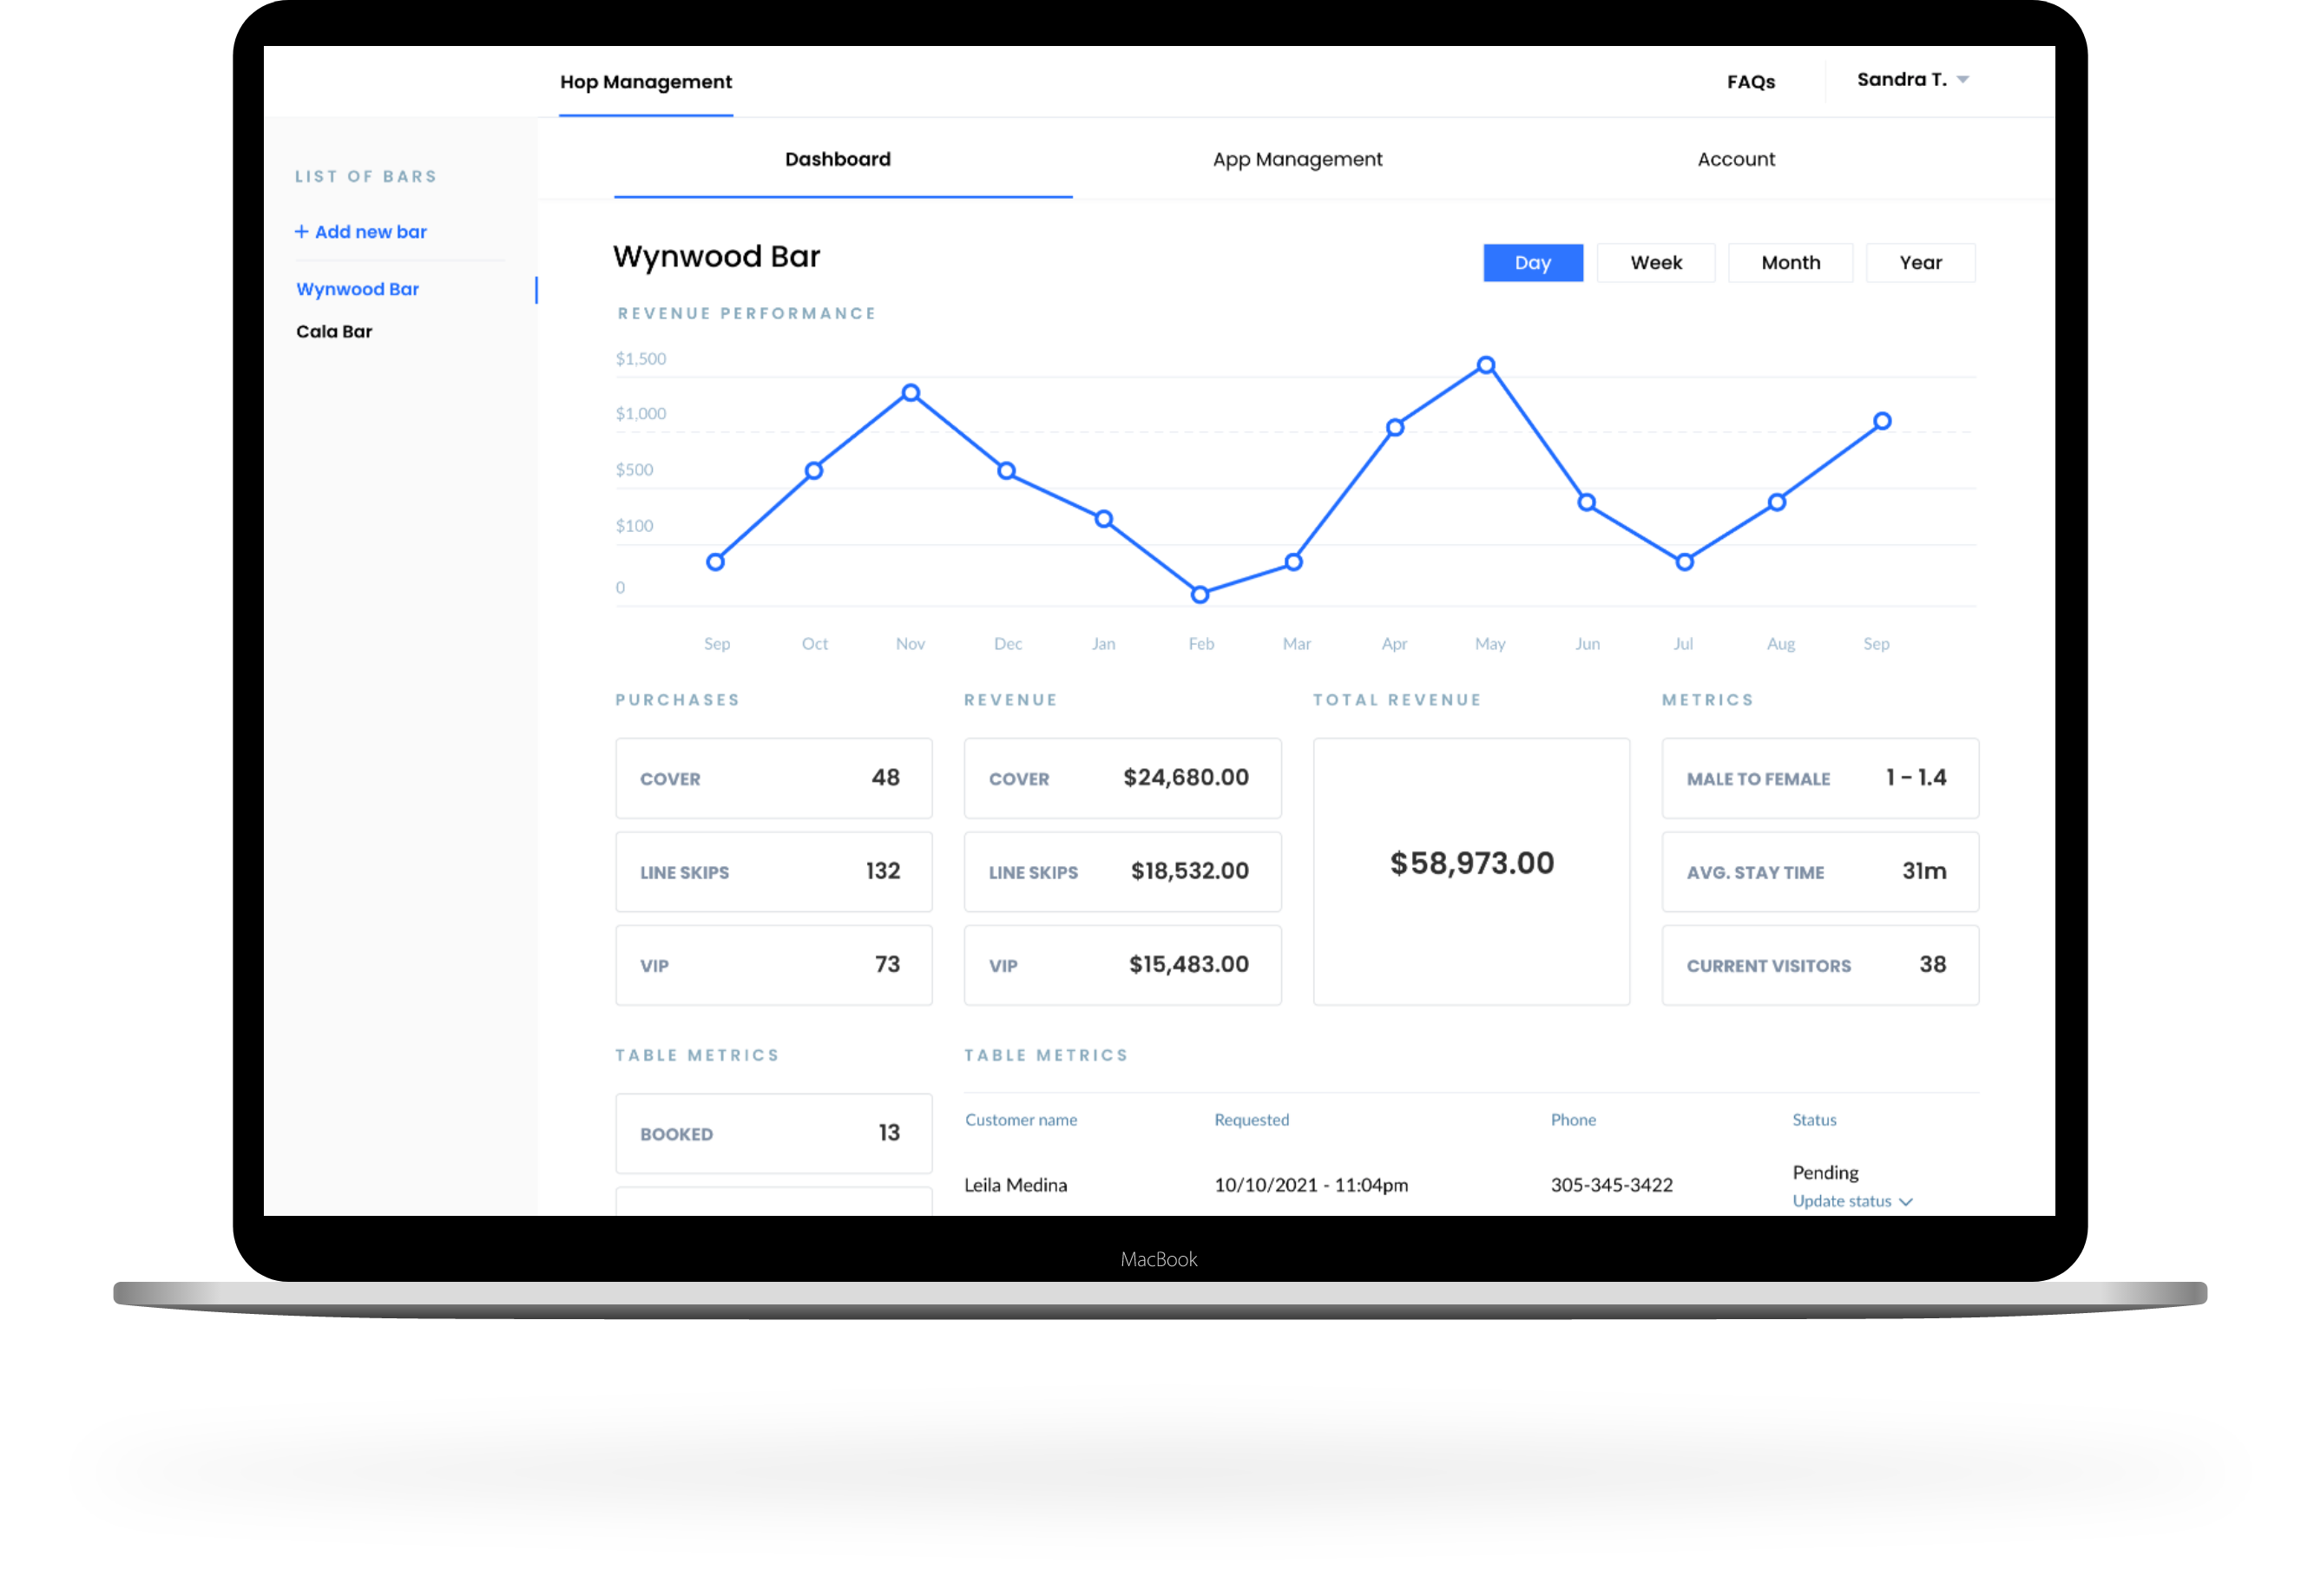 Hop Management
FAQs
Sandra T.
LIST OF BARS
+ Add new bar
Wynwood Bar
Cala Bar
Dashboard
App Management
Account
Wynwood Bar
Day
Week
Month
Year
REVENUE PERFORMANCE
$1,500
$1,000
$500
$100
0
Sep Oct Nov Dec Jan Feb Mar Apr May Jun Jul Aug Sep
PURCHASES
COVER 48
LINE SKIPS 132
VIP 73
REVENUE
COVER $24,680.00
LINE SKIPS $18,532.00
VIP $15,483.00
TOTAL REVENUE
$58,973.00
METRICS
MALE TO FEMALE 1 - 1.4
AVG. STAY TIME 31m
CURRENT VISITORS 38
TABLE METRICS
BOOKED 13
TABLE METRICS
Customer name Requested Phone Status
Leila Medina 10/10/2021 - 11:04pm 305-345-3422 Pending
Update status
MacBook